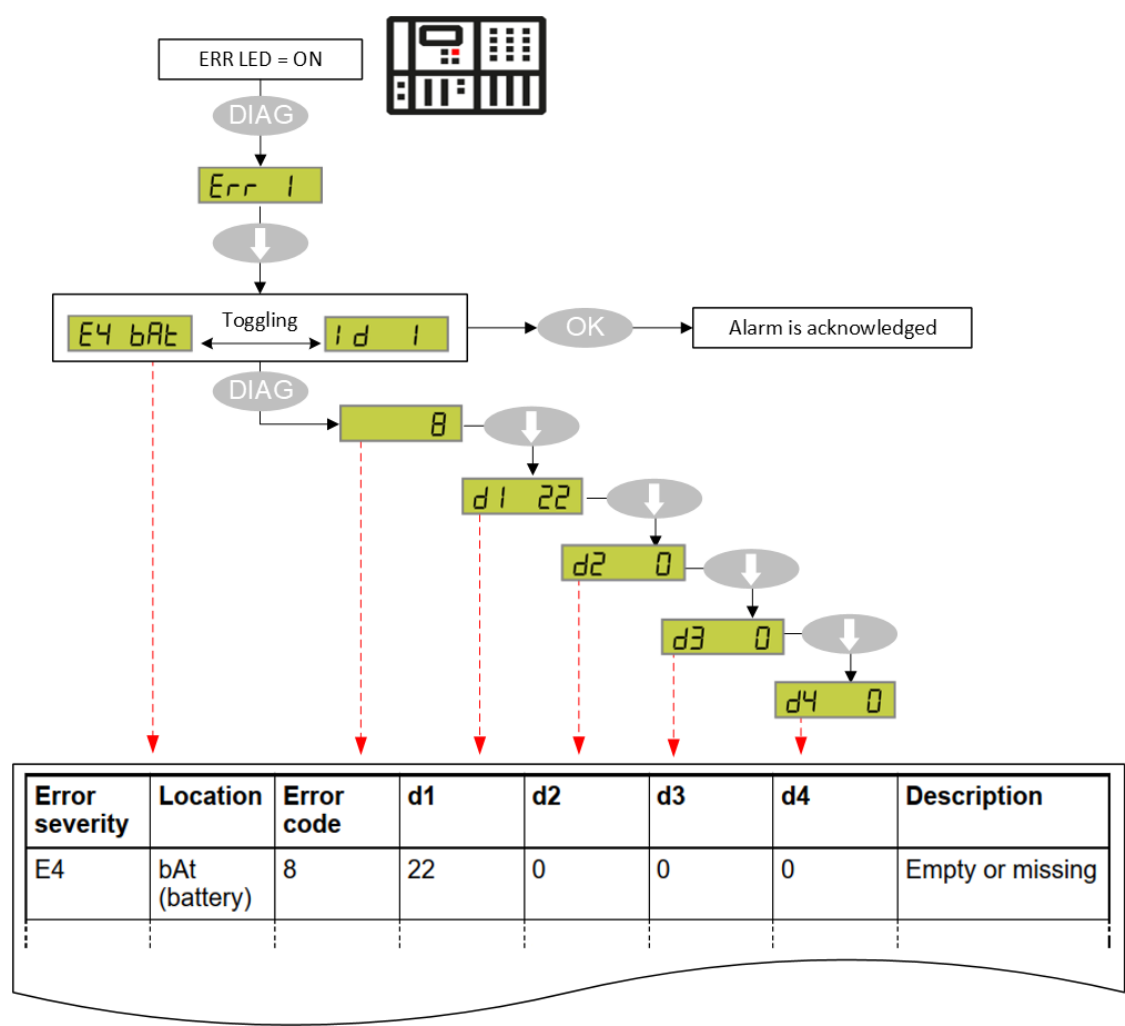 ERR LED = ON
DIAG
Err 1
E4 bAt
Toggling
1d 1
OK
Alarm is acknowledged
DIAG
8
d1 22
d2 0
d3 0
d4 0
Error severity Location Error code d1 d2 d3 d4 Description
E4 bAt (battery) 8 22 0 0 0 Empty or missing